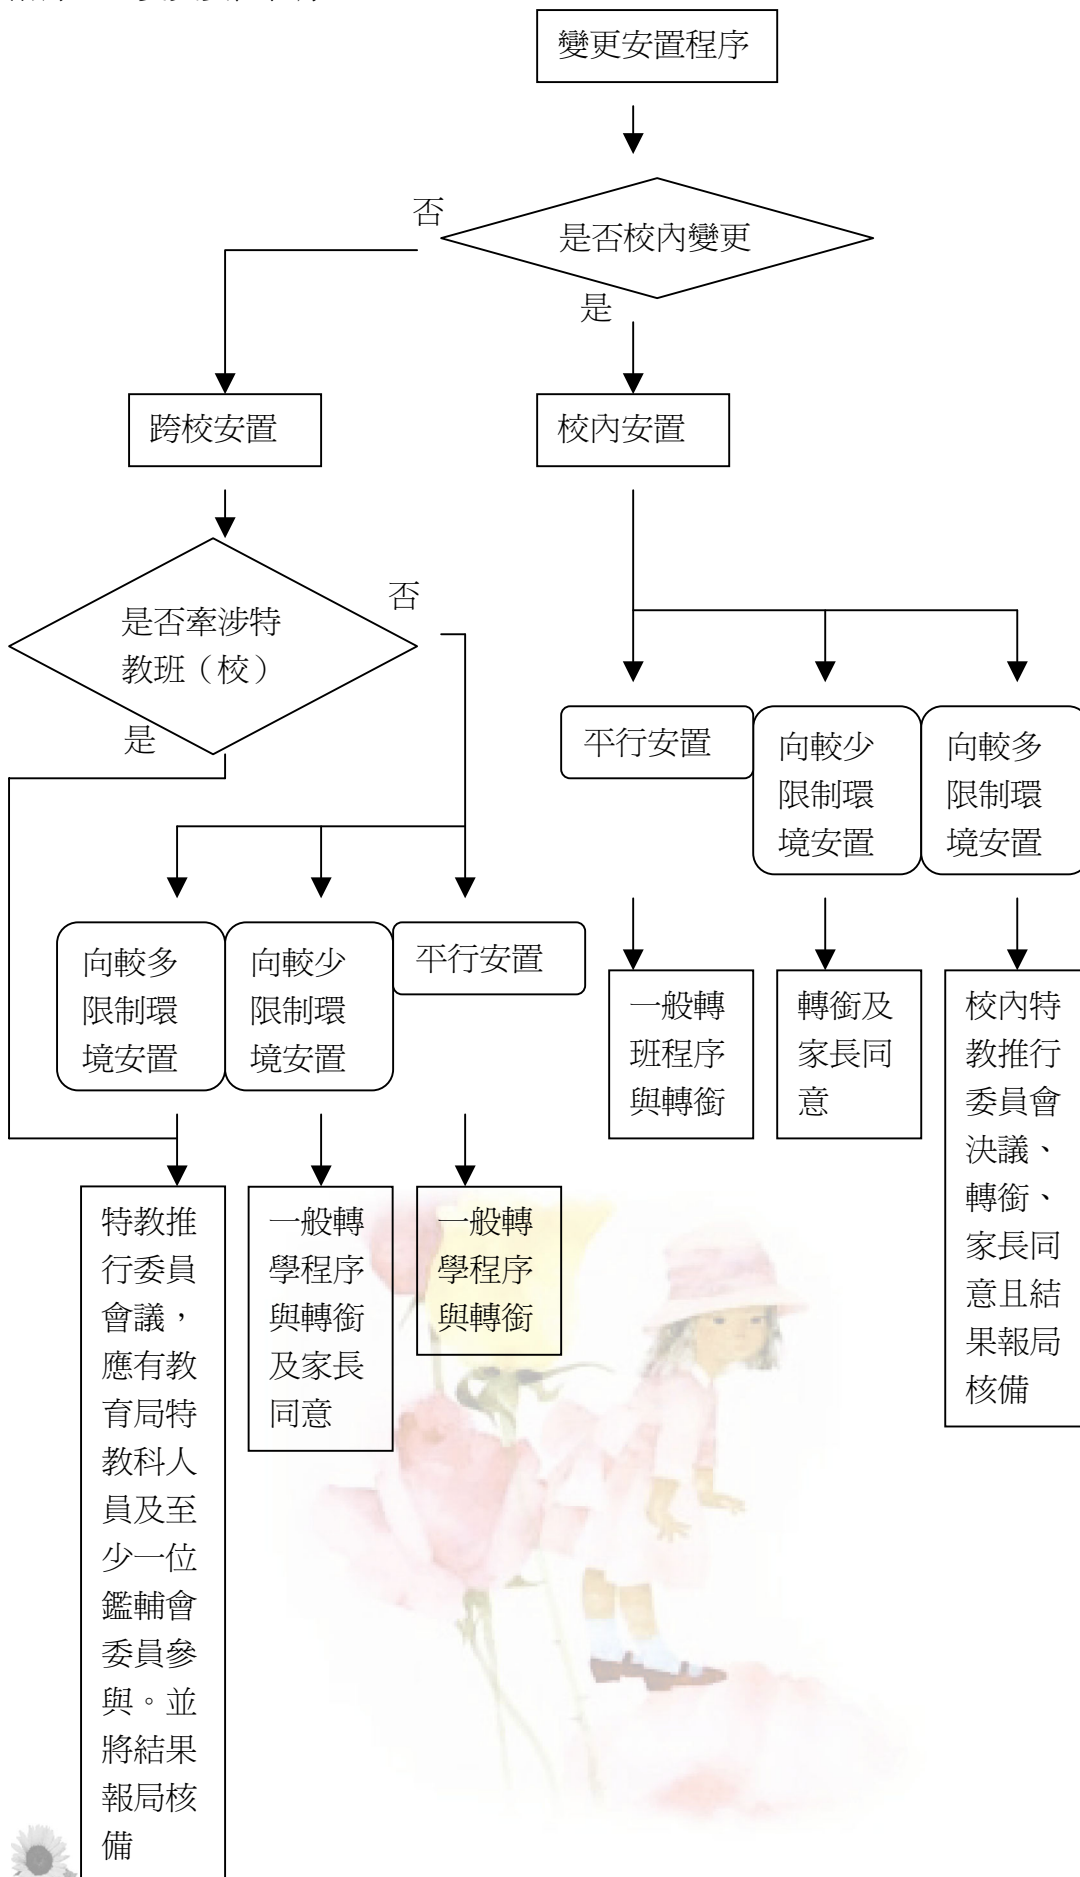 變更安置程序
否
是否校內變更
是
跨校安置
校內安置
否
是否牽涉特
教班（校）
是
平行安置
向較少
限制環
境安置
向較多
限制環
境安置
向較多
限制環
境安置
向較少
限制環
境安置
平行安置
一般轉
班程序
與轉銜
轉銜及
家長同
意
校內特
教推行
委員會
決議、
轉銜、
家長同
意且結
果報局
核備
特教推
行委員
會議，
應有教
育局特
教科人
員及至
少一位
鑑輔會
委員參
與。並
將結果
報局核
備
一般轉
學程序
與轉銜
及家長
同意
一般轉
學程序
與轉銜